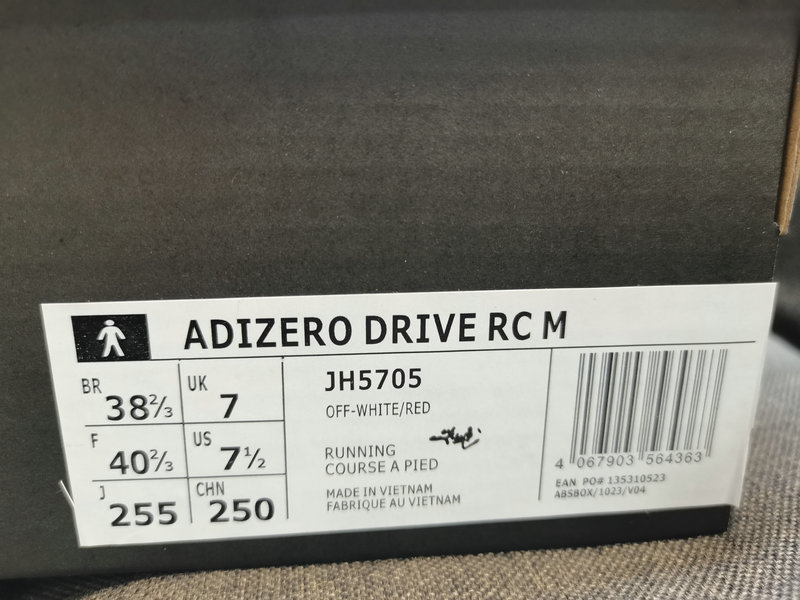 ADIZERO DRIVE RC M
BR 38⅔
UK 7
F 40⅔
US 7½
J 255
CHN 250
JH5705
OFF-WHITE/RED
RUNNING
COURSE A PIED
MADE IN VIETNAM
FABRIQUE AU VIETNAM
4 067903 564363
EAN PO# 135310523
ABSBOX/1023/V04